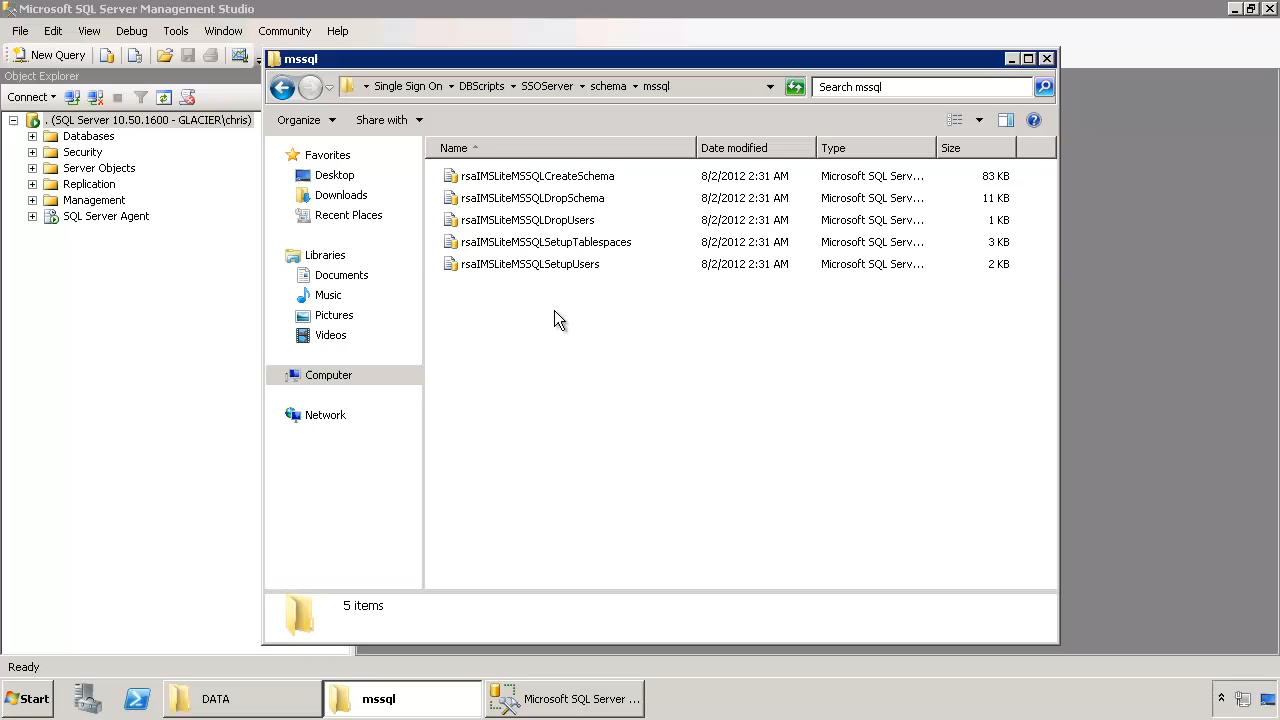 Microsoft SQL Server Management Studio
File Edit View Debug Tools Window Community Help
New Query
Object Explorer
Connect
. (SQL Server 10.50.1600 - GLACIER\chris)
Databases
Security
Server Objects
Replication
Management
SQL Server Agent
mssql
Single Sign On DBScripts SSOServer schema mssql
Search mssql
Organize Share with
Favorites
Desktop
Downloads
Recent Places
Libraries
Documents
Music
Pictures
Videos
Computer
Network
Name Date modified Type Size
rsaIMSLiteMSSQLCreateSchema 8/2/2012 2:31 AM Microsoft SQL Serv... 83 KB
rsaIMSLiteMSSQLDropSchema 8/2/2012 2:31 AM Microsoft SQL Serv... 11 KB
rsaIMSLiteMSSQLDropUsers 8/2/2012 2:31 AM Microsoft SQL Serv... 1 KB
rsaIMSLiteMSSQLSetupTablespaces 8/2/2012 2:31 AM Microsoft SQL Serv... 3 KB
rsaIMSLiteMSSQLSetupUsers 8/2/2012 2:31 AM Microsoft SQL Serv... 2 KB
5 items
Ready
Start DATA mssql Microsoft SQL Server ...